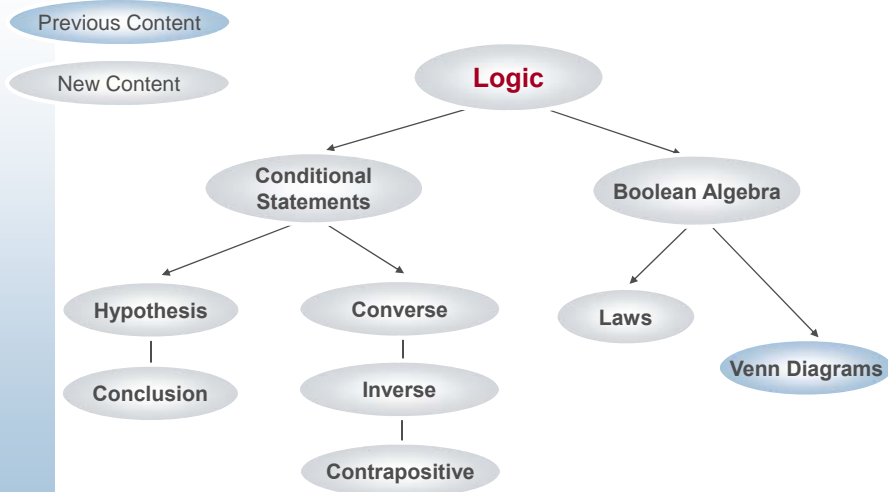 Previous Content
New Content
Logic
Conditional
Statements
Boolean Algebra
Hypothesis
Converse
Laws
Conclusion
Inverse
Venn Diagrams
Contrapositive